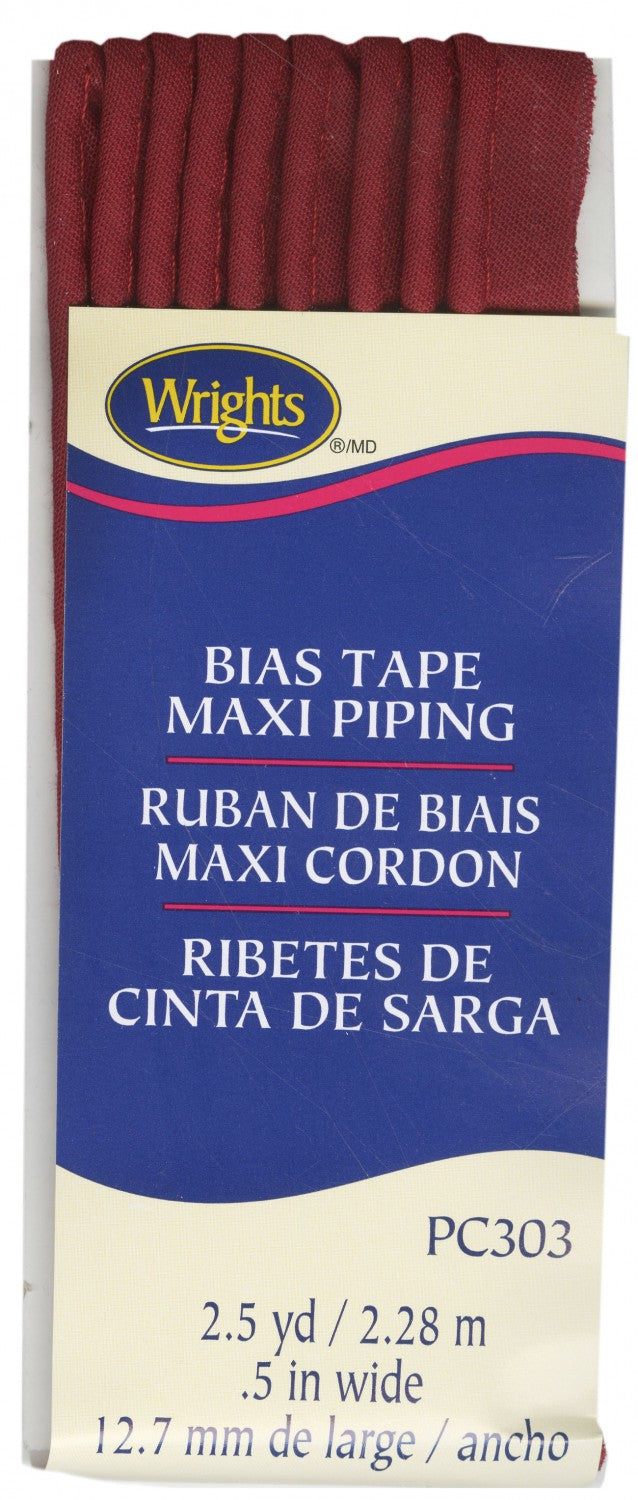 Wrights
®/MD
BIAS TAPE
MAXI PIPING
RUBAN DE BIAIS
MAXI CORDON
RIBETES DE
CINTA DE SARGA
PC303
2.5 yd / 2.28 m
.5 in wide
12.7 mm de large / ancho